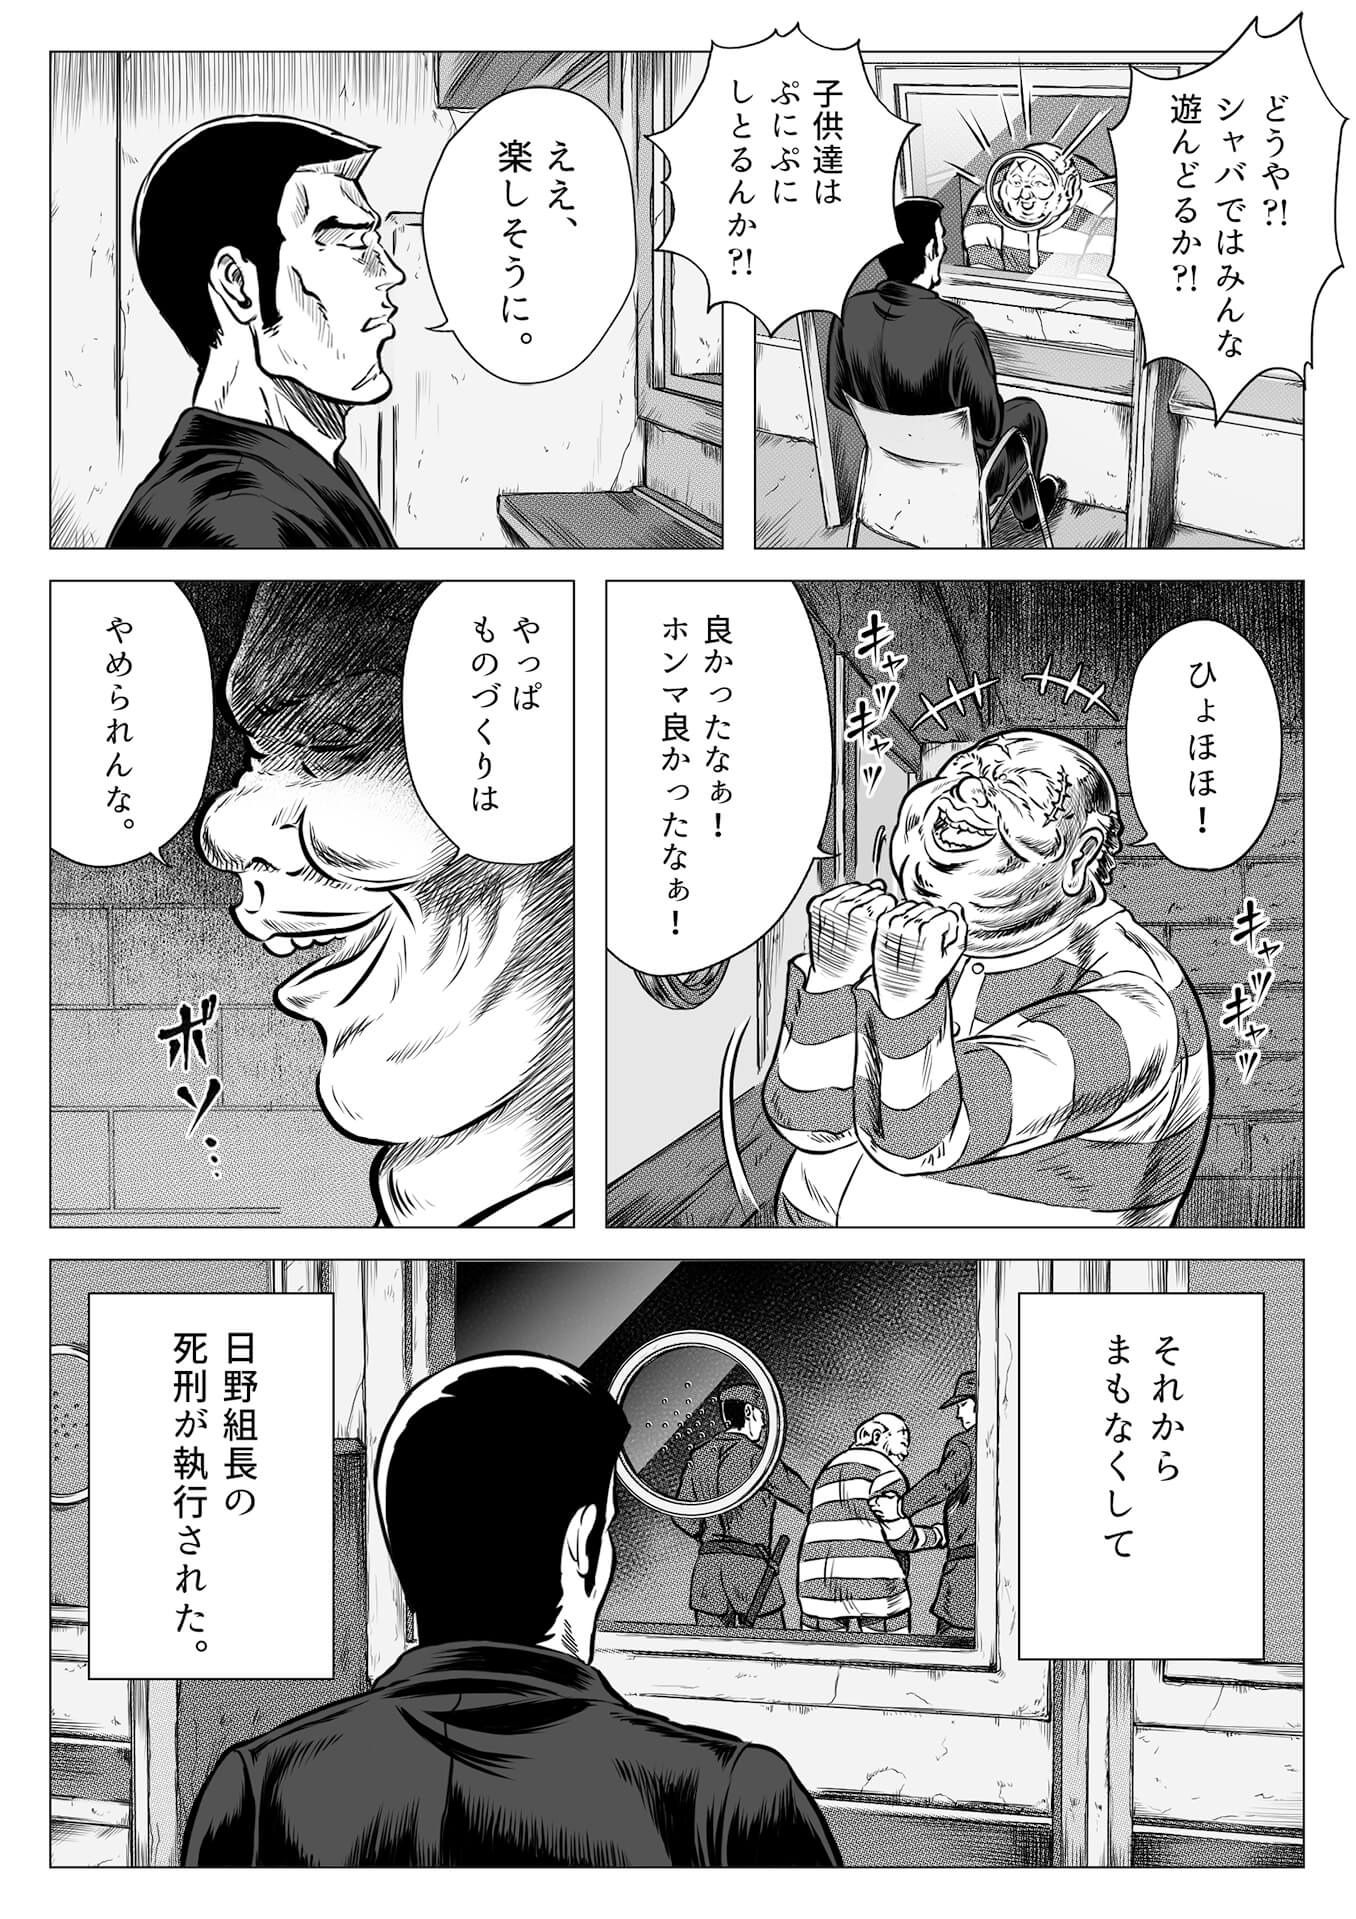 どうや?!
シャバではみんな
遊んどるか?!
子供達は
ぷにぷに
しとるんか?!
ええ、
楽しそうに。
ひょほほ！
キャッ
キャッ
キャッ
キャッ
良かったなぁ！
ホンマ良かったなぁ！
やっぱ
ものづくりは
やめられんな。
ボソ…
それから
まもなくして
日野組長の
死刑が執行された。